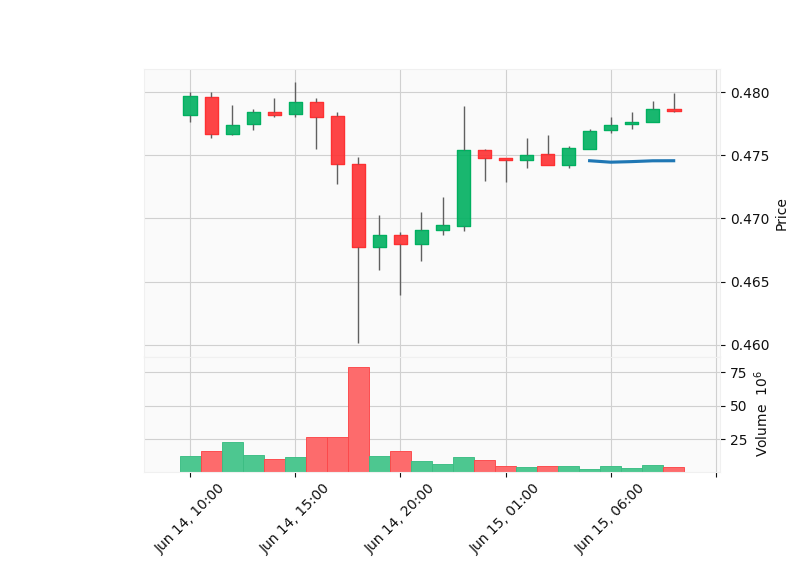 0.480
0.475
0.470
0.465
0.460
Price
75
50
25
Volume 10⁶
Jun 14, 10:00
Jun 14, 15:00
Jun 14, 20:00
Jun 15, 01:00
Jun 15, 06:00